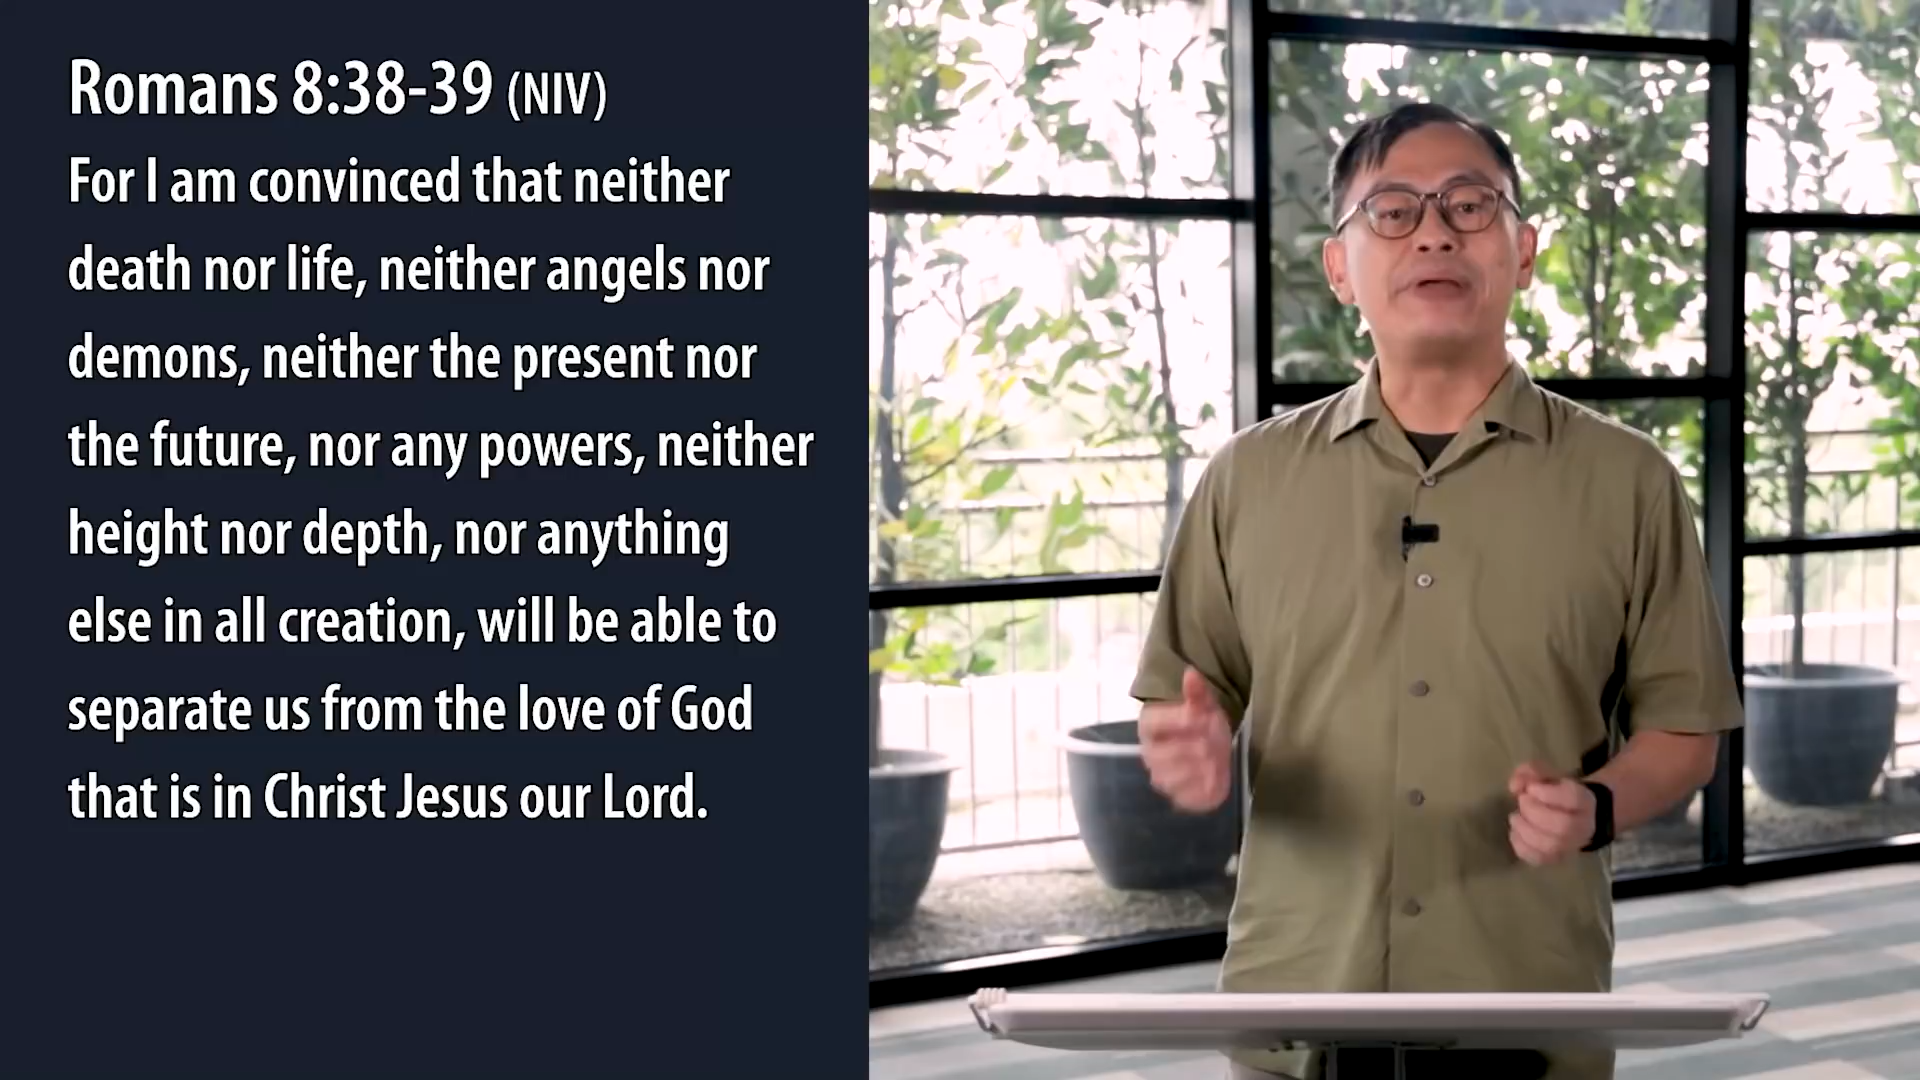 Romans 8:38-39 (NIV)
For I am convinced that neither
death nor life, neither angels nor
demons, neither the present nor
the future, nor any powers, neither
height nor depth, nor anything
else in all creation, will be able to
separate us from the love of God
that is in Christ Jesus our Lord.